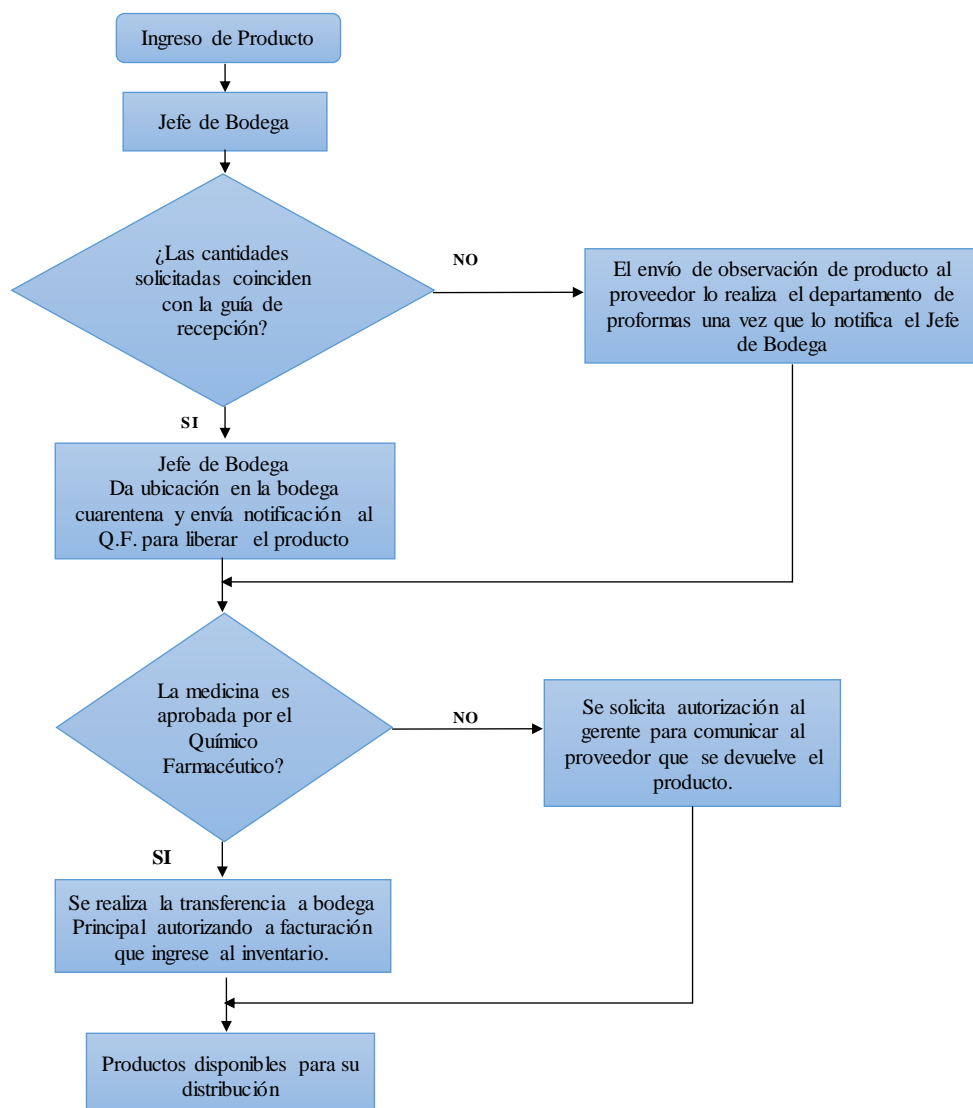 Ingreso de Producto
Jefe de Bodega
¿Las cantidades
solicitadas coinciden
con la guía de
recepción?
NO
El envío de observación de producto al
proveedor lo realiza el departamento de
proformas una vez que lo notifica el Jefe
de Bodega
SI
Jefe de Bodega
Da ubicación en la bodega
cuarentena y envía notificación al
Q.F. para liberar el producto
La medicina es
aprobada por el
Químico
Farmacéutico?
NO
Se solicita autorización al
gerente para comunicar al
proveedor que se devuelve el
producto.
SI
Se realiza la transferencia a bodega
Principal autorizando a facturación
que ingrese al inventario.
Productos disponibles para su
distribución